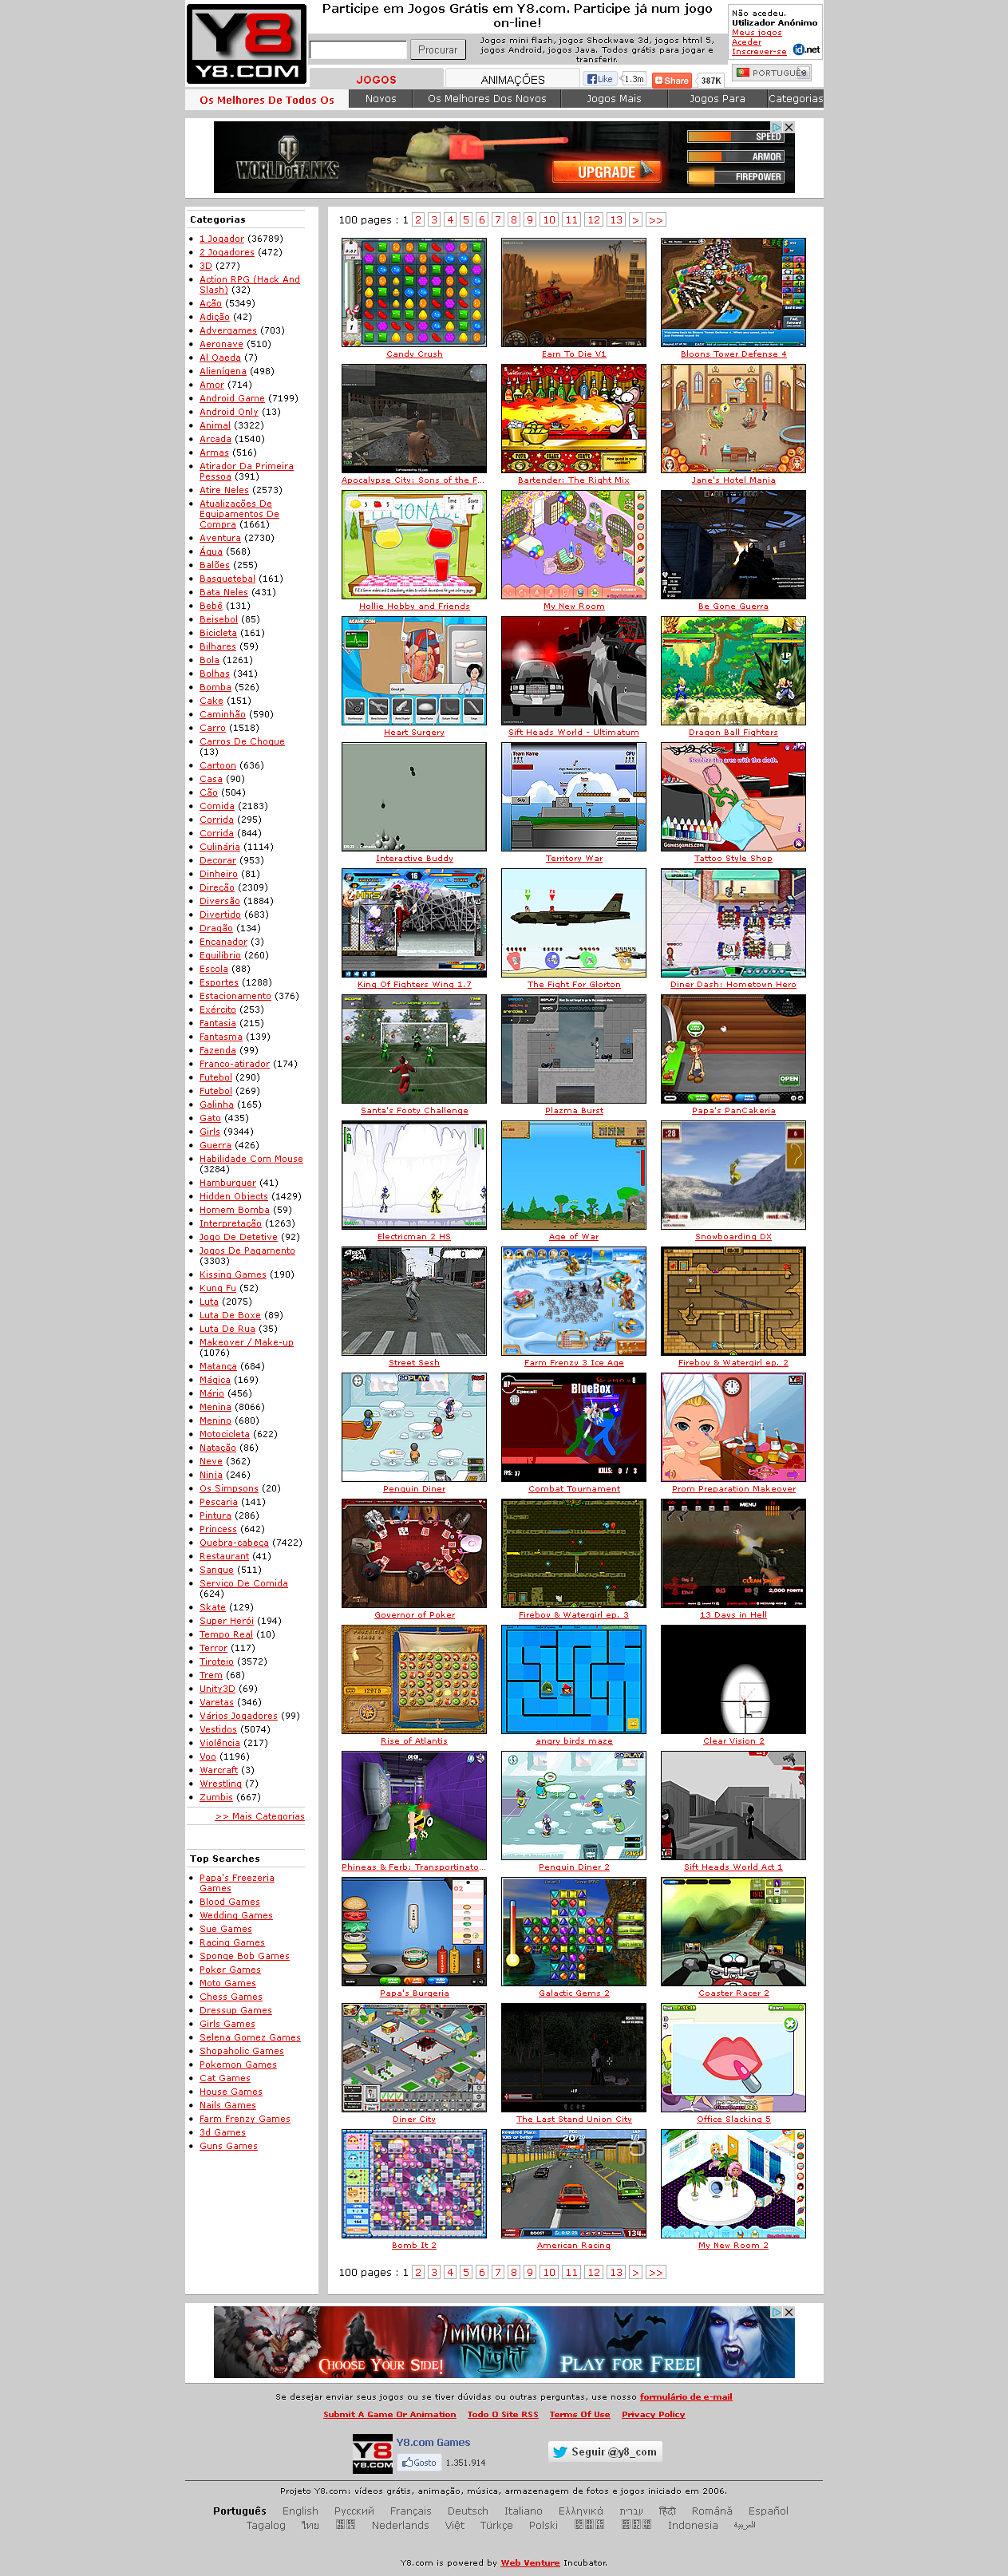 Y8
Y8.COM
Participe em Jogos Grátis em Y8.com. Participe já num jogo
on-line!
Procurar
Jogos mini flash, jogos Shockwave 3d, jogos html 5,
jogos Android, jogos Java. Todos grátis para jogar e
transferir.
Não acedeu.
Utilizador Anónimo
Meus jogos
Aceder
Inscrever-se
id.net
PORTUGUÊS
JOGOS
ANIMAÇÕES
Like 1.3m
Share 387K
Os Melhores De Todos Os
Novos
Os Melhores Dos Novos
Jogos Mais
Jogos Para
Categorias
WORLD OF TANKS
UPGRADE
SPEED
ARMOR
FIREPOWER
Categorias
1 Jogador (36789)
2 Jogadores (472)
3D (277)
Action RPG (Hack And
Slash) (32)
Ação (5349)
Adição (42)
Advergames (703)
Aeronave (510)
Al Qaeda (7)
Alienígena (498)
Amor (714)
Android Game (7199)
Android Only (13)
Animal (3322)
Arcada (1540)
Armas (516)
Atirador Da Primeira
Pessoa (391)
Atire Neles (2573)
Atualizações De
Equipamentos De
Compra (1661)
Aventura (2730)
Água (568)
Balões (255)
Basquetebal (161)
Bata Neles (431)
Bebê (131)
Beisebol (85)
Bicicleta (161)
Bilhares (59)
Bola (1261)
Bolhas (341)
Bomba (526)
Cake (151)
Caminhão (590)
Carro (1518)
Carros De Choque
(13)
Cartoon (636)
Casa (90)
Cão (504)
Comida (2183)
Corrida (295)
Corrida (844)
Culinária (1114)
Decorar (953)
Dinheiro (81)
Direção (2309)
Diversão (1884)
Divertido (683)
Dragão (134)
Encanador (3)
Equilíbrio (260)
Escola (88)
Esportes (1288)
Estacionamento (376)
Exército (253)
Fantasia (215)
Fantasma (139)
Fazenda (99)
Franco-atirador (174)
Futebol (290)
Futebol (269)
Galinha (165)
Gato (435)
Girls (9344)
Guerra (426)
Habilidade Com Mouse
(3284)
Hamburguer (41)
Hidden Objects (1429)
Homem Bomba (59)
Interpretação (1263)
Jogo De Detetive (92)
Jogos De Pagamento
(3303)
Kissing Games (190)
Kung Fu (52)
Luta (2075)
Luta De Boxe (89)
Luta De Rua (35)
Makeover / Make-up
(1076)
Matança (684)
Mágica (169)
Mário (456)
Menina (8066)
Menino (680)
Motocicleta (622)
Natação (86)
Neve (362)
Ninja (246)
Os Simpsons (20)
Pescaria (141)
Pintura (286)
Princess (642)
Quebra-cabeça (7422)
Restaurant (41)
Sangue (511)
Serviço De Comida
(624)
Skate (129)
Super Herói (194)
Tempo Real (10)
Terror (117)
Tiroteio (3572)
Trem (68)
Unity3D (69)
Varetas (346)
Vários Jogadores (99)
Vestidos (5074)
Violência (217)
Voo (1196)
Warcraft (3)
Wrestling (7)
Zumbis (667)
>> Mais Categorias
Top Searches
Papa's Freezeria
Games
Blood Games
Wedding Games
Sue Games
Racing Games
Sponge Bob Games
Poker Games
Moto Games
Chess Games
Dressup Games
Girls Games
Selena Gomez Games
Shopaholic Games
Pokemon Games
Cat Games
House Games
Nails Games
Farm Frenzy Games
3d Games
Guns Games
100 pages : 1 2 3 4 5 6 7 8 9 10 11 12 13 > >>
Candy Crush
Earn To Die V1
Bloons Tower Defense 4
Apocalypse City: Sons of the F...
Bartender: The Right Mix
Jane's Hotel Mania
Hollie Hobby and Friends
My New Room
Be Gone Guerra
Heart Surgery
Sift Heads World - Ultimatum
Dragon Ball Fighters
Interactive Buddy
Territory War
Tattoo Style Shop
King Of Fighters Wing 1.7
The Fight For Glorton
Diner Dash: Hometown Hero
Santa's Footy Challenge
Plazma Burst
Papa's PanCakeria
Electricman 2 HS
Age of War
Snowboarding DX
Street Sesh
Farm Frenzy 3 Ice Age
Fireboy & Watergirl ep. 2
Penguin Diner
Combat Tournament
Prom Preparation Makeover
Governor of Poker
Fireboy & Watergirl ep. 3
13 Days in Hell
Rise of Atlantis
angry birds maze
Clear Vision 2
Phineas & Ferb: Transportinato...
Penguin Diner 2
Sift Heads World Act 1
Papa's Burgeria
Galactic Gems 2
Coaster Racer 2
Diner City
The Last Stand Union City
Office Slacking 5
Bomb It 2
American Racing
My New Room 2
100 pages : 1 2 3 4 5 6 7 8 9 10 11 12 13 > >>
CHOOSE YOUR SIDE!
IMMORTAL
Night
PLAY FOR FREE!
Se desejar enviar seus jogos ou se tiver dúvidas ou outras perguntas, use nosso formulário de e-mail
Submit A Game Or Animation Todo O Site RSS Terms Of Use Privacy Policy
Y8
Y8.COM
Y8.com Games
Gosto 1.351.914
Seguir @y8_com
Projeto Y8.com: vídeos grátis, animação, música, armazenagem de fotos e jogos iniciado em 2006.
Português English Русский Français Deutsch Italiano Ελληνικά עברית हिंदी Română Español
Tagalog ไทย Nederlands Việt Türkçe Polski Indonesia العربية
Y8.com is powered by Web Venture Incubator.